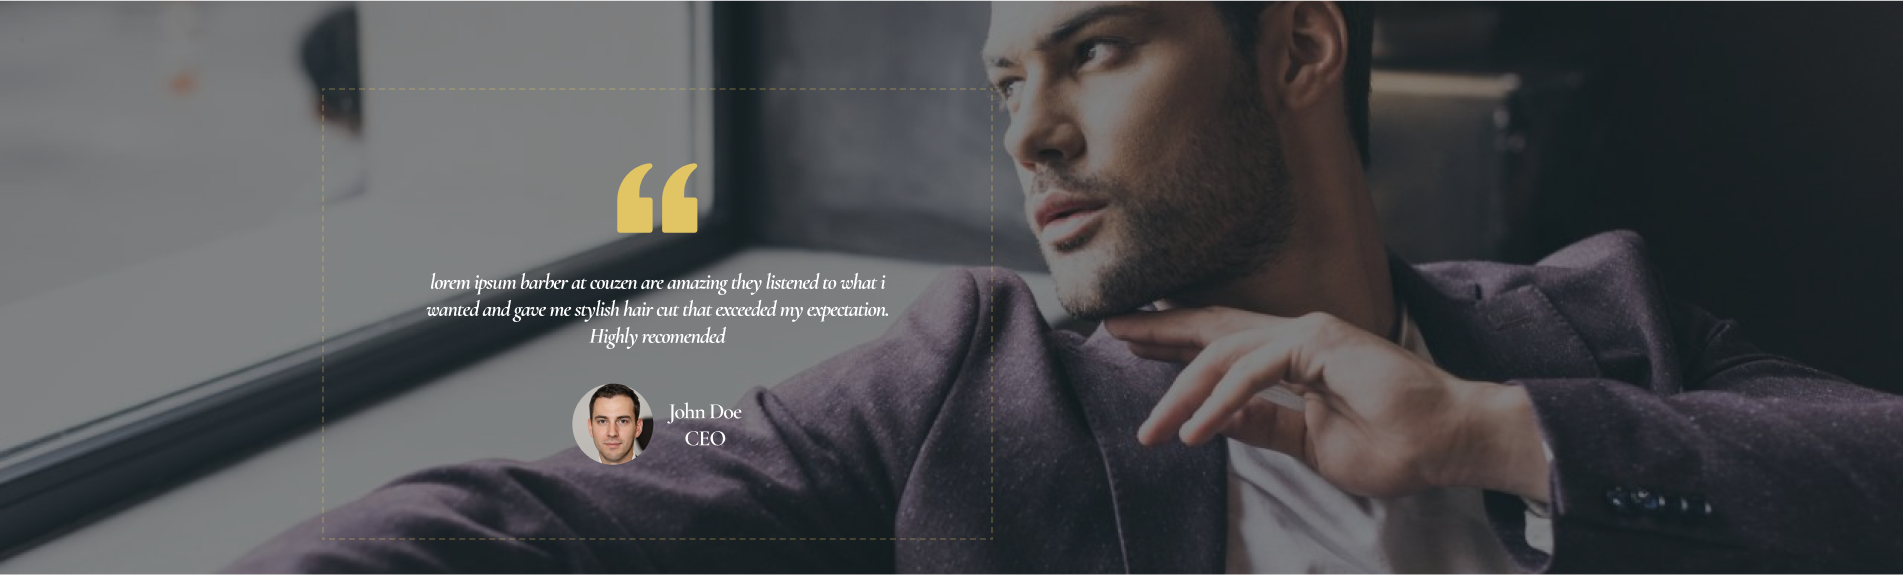 lorem ipsum barber at couzen are amazing they listened to what i
wanted and gave me stylish hair cut that exceeded my expectation.
Highly recomended
John Doe
CEO